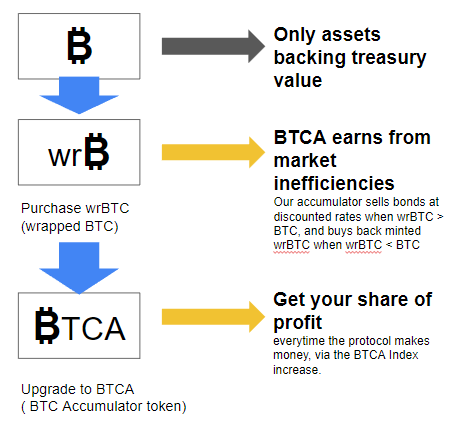 ₿
Only assets
backing treasury
value
wr₿
BTCA earns from
market
inefficiencies
Our accumulator sells bonds at
discounted rates when wrBTC >
BTC, and buys back minted
wrBTC when wrBTC < BTC
Purchase wrBTC
(wrapped BTC)
₿TCA
Get your share of
profit
everytime the protocol makes
money, via the BTCA Index
increase.
Upgrade to BTCA
( BTC Accumulator token)